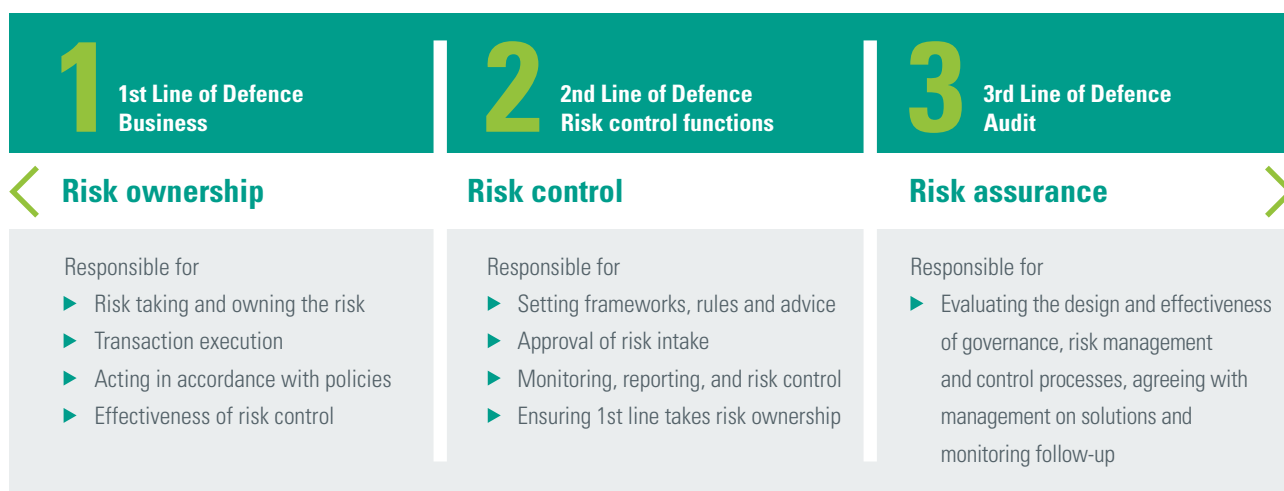 1
1st Line of Defence
Business
Risk ownership
Responsible for
Risk taking and owning the risk
Transaction execution
Acting in accordance with policies
Effectiveness of risk control
2
2nd Line of Defence
Risk control functions
Risk control
Responsible for
Setting frameworks, rules and advice
Approval of risk intake
Monitoring, reporting, and risk control
Ensuring 1st line takes risk ownership
3
3rd Line of Defence
Audit
Risk assurance
Responsible for
Evaluating the design and effectiveness
of governance, risk management
and control processes, agreeing with
management on solutions and
monitoring follow-up